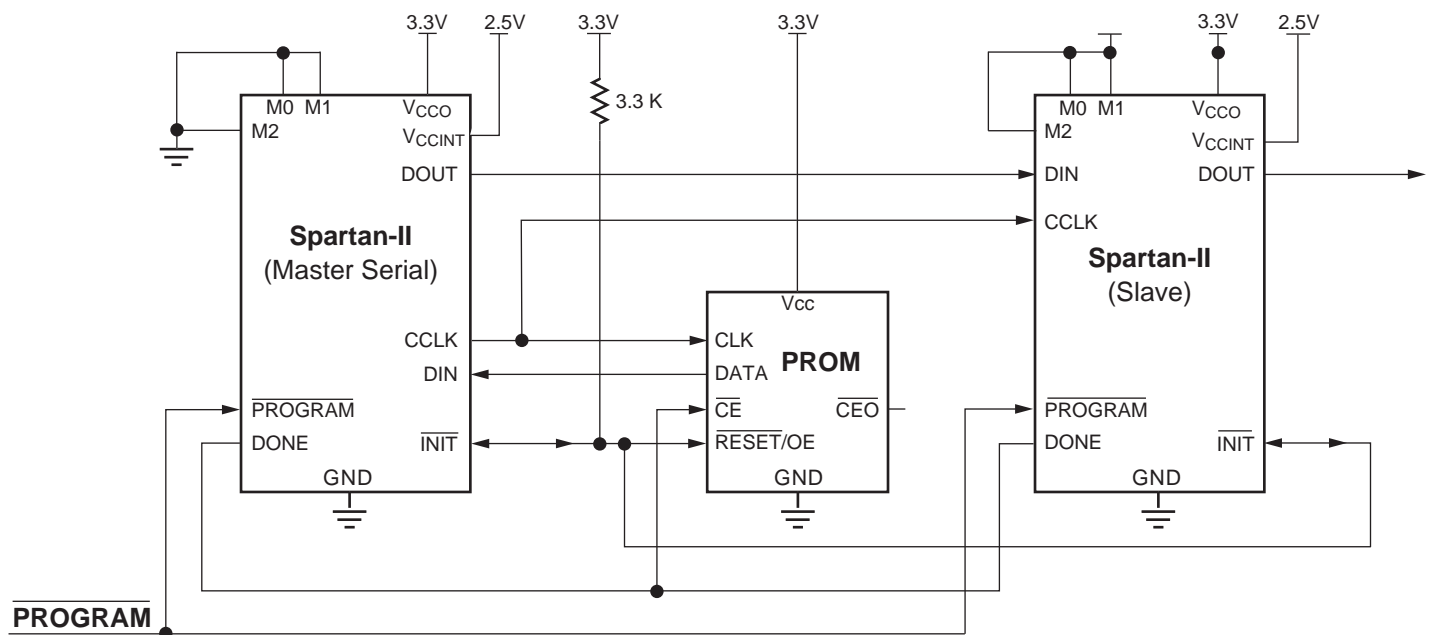 3.3V 2.5V 3.3V 3.3V 3.3V 2.5V
3.3 K
M0 M1
M2
VCCO
VCCINT
DOUT
Spartan-II
(Master Serial)
CCLK
DIN
PROGRAM
DONE
INIT
GND
Vcc
CLK
PROM
DATA
CE
CEO
RESET/OE
GND
M0 M1
M2
VCCO
VCCINT
DIN
DOUT
CCLK
Spartan-II
(Slave)
PROGRAM
DONE
INIT
GND
PROGRAM